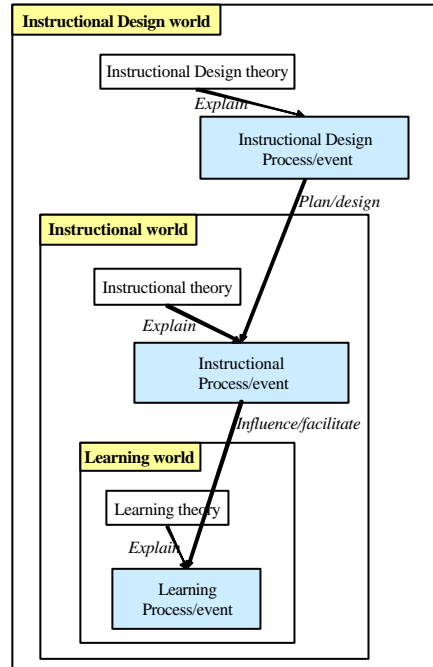 Instructional Design world
Instructional Design theory
Explain
Instructional Design
Process/event
Plan/design
Instructional world
Instructional theory
Explain
Instructional
Process/event
Influence/facilitate
Learning world
Learning theory
Explain
Learning
Process/event